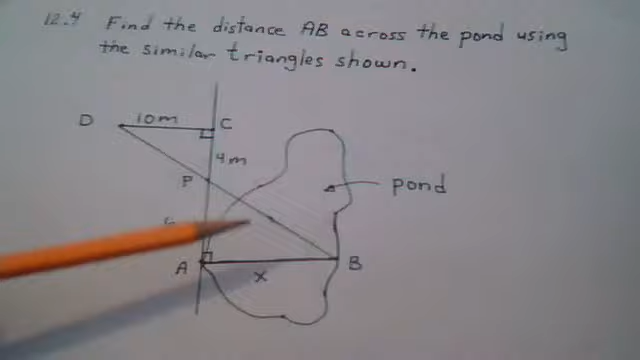 12.4 Find the distance AB across the pond using
the similar triangles shown.
D
10m
C
4m
P
pond
A
B
x